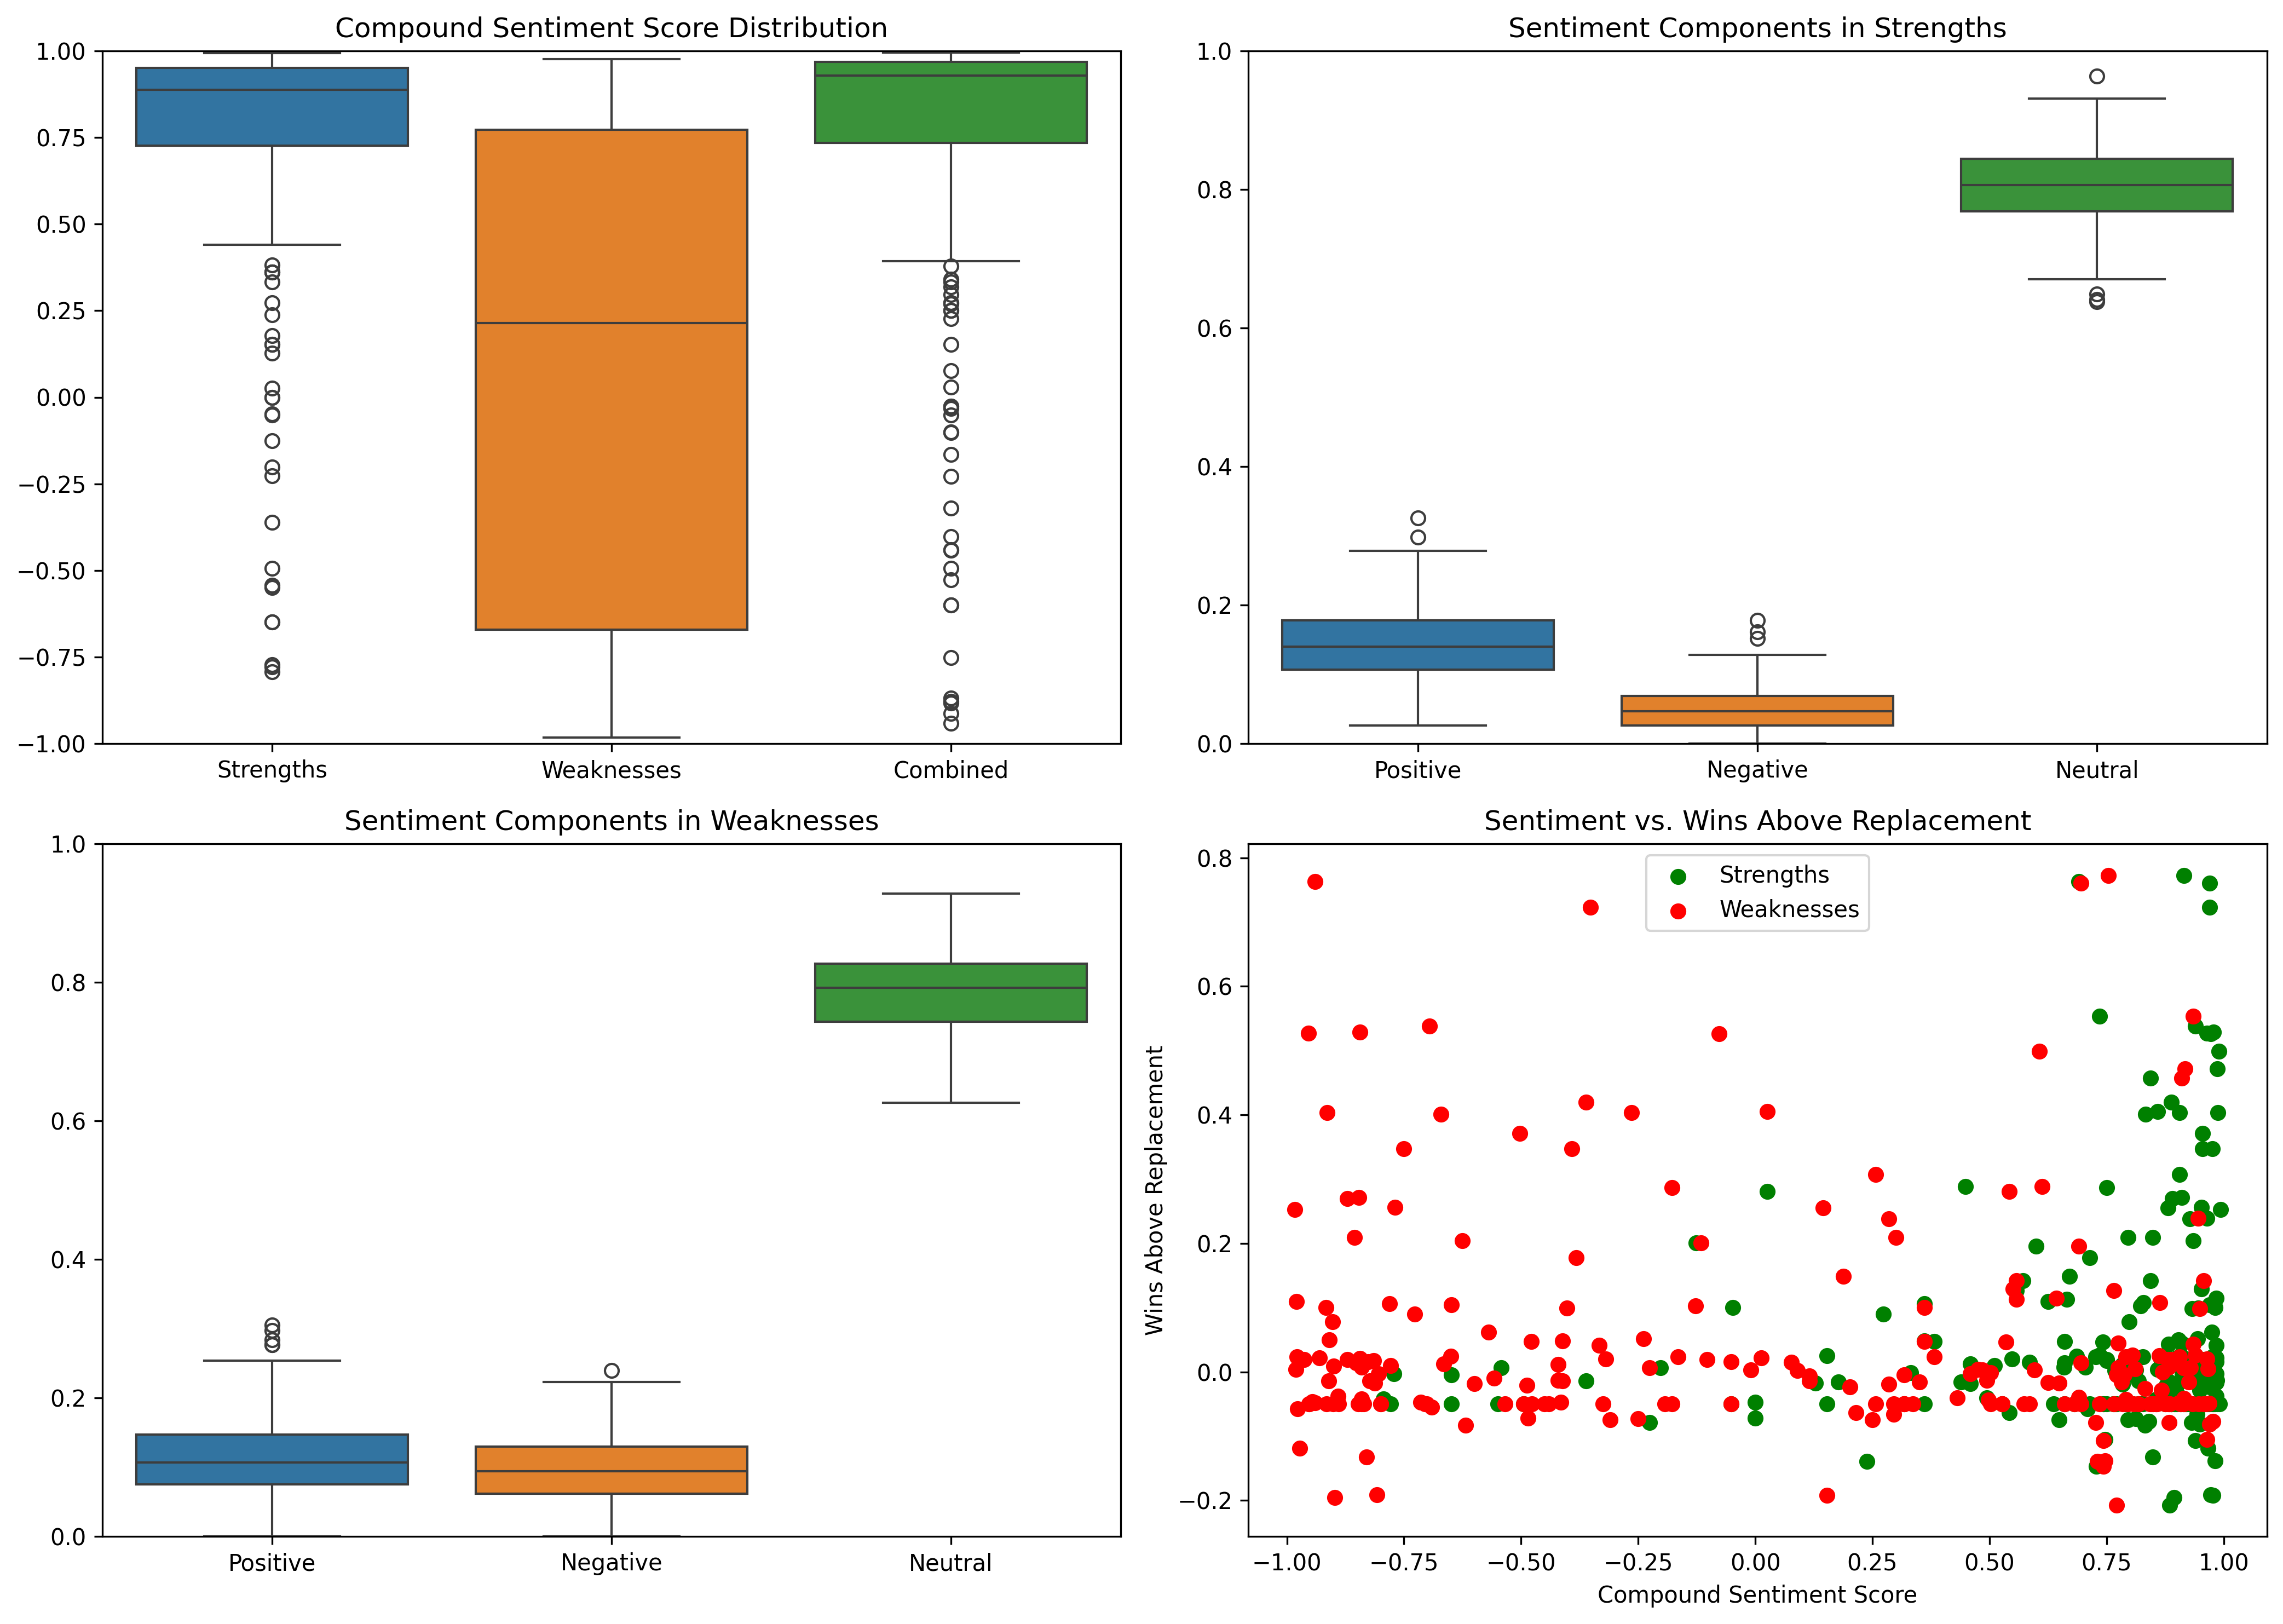 Compound Sentiment Score Distribution
1.00
0.75
0.50
0.25
0.00
−0.25
−0.50
−0.75
−1.00
Strengths Weaknesses Combined
Sentiment Components in Strengths
1.0
0.8
0.6
0.4
0.2
0.0
Positive Negative Neutral
Sentiment Components in Weaknesses
1.0
0.8
0.6
0.4
0.2
0.0
Positive Negative Neutral
Sentiment vs. Wins Above Replacement
Strengths
Weaknesses
Wins Above Replacement
0.8
0.6
0.4
0.2
0.0
−0.2
−1.00 −0.75 −0.50 −0.25 0.00 0.25 0.50 0.75 1.00
Compound Sentiment Score